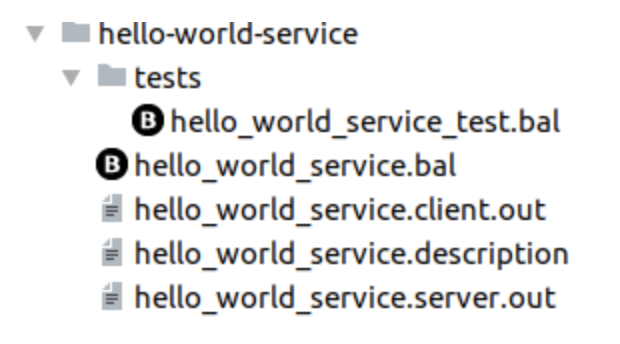 hello-world-service
tests
B hello_world_service_test.bal
B hello_world_service.bal
hello_world_service.client.out
hello_world_service.description
hello_world_service.server.out